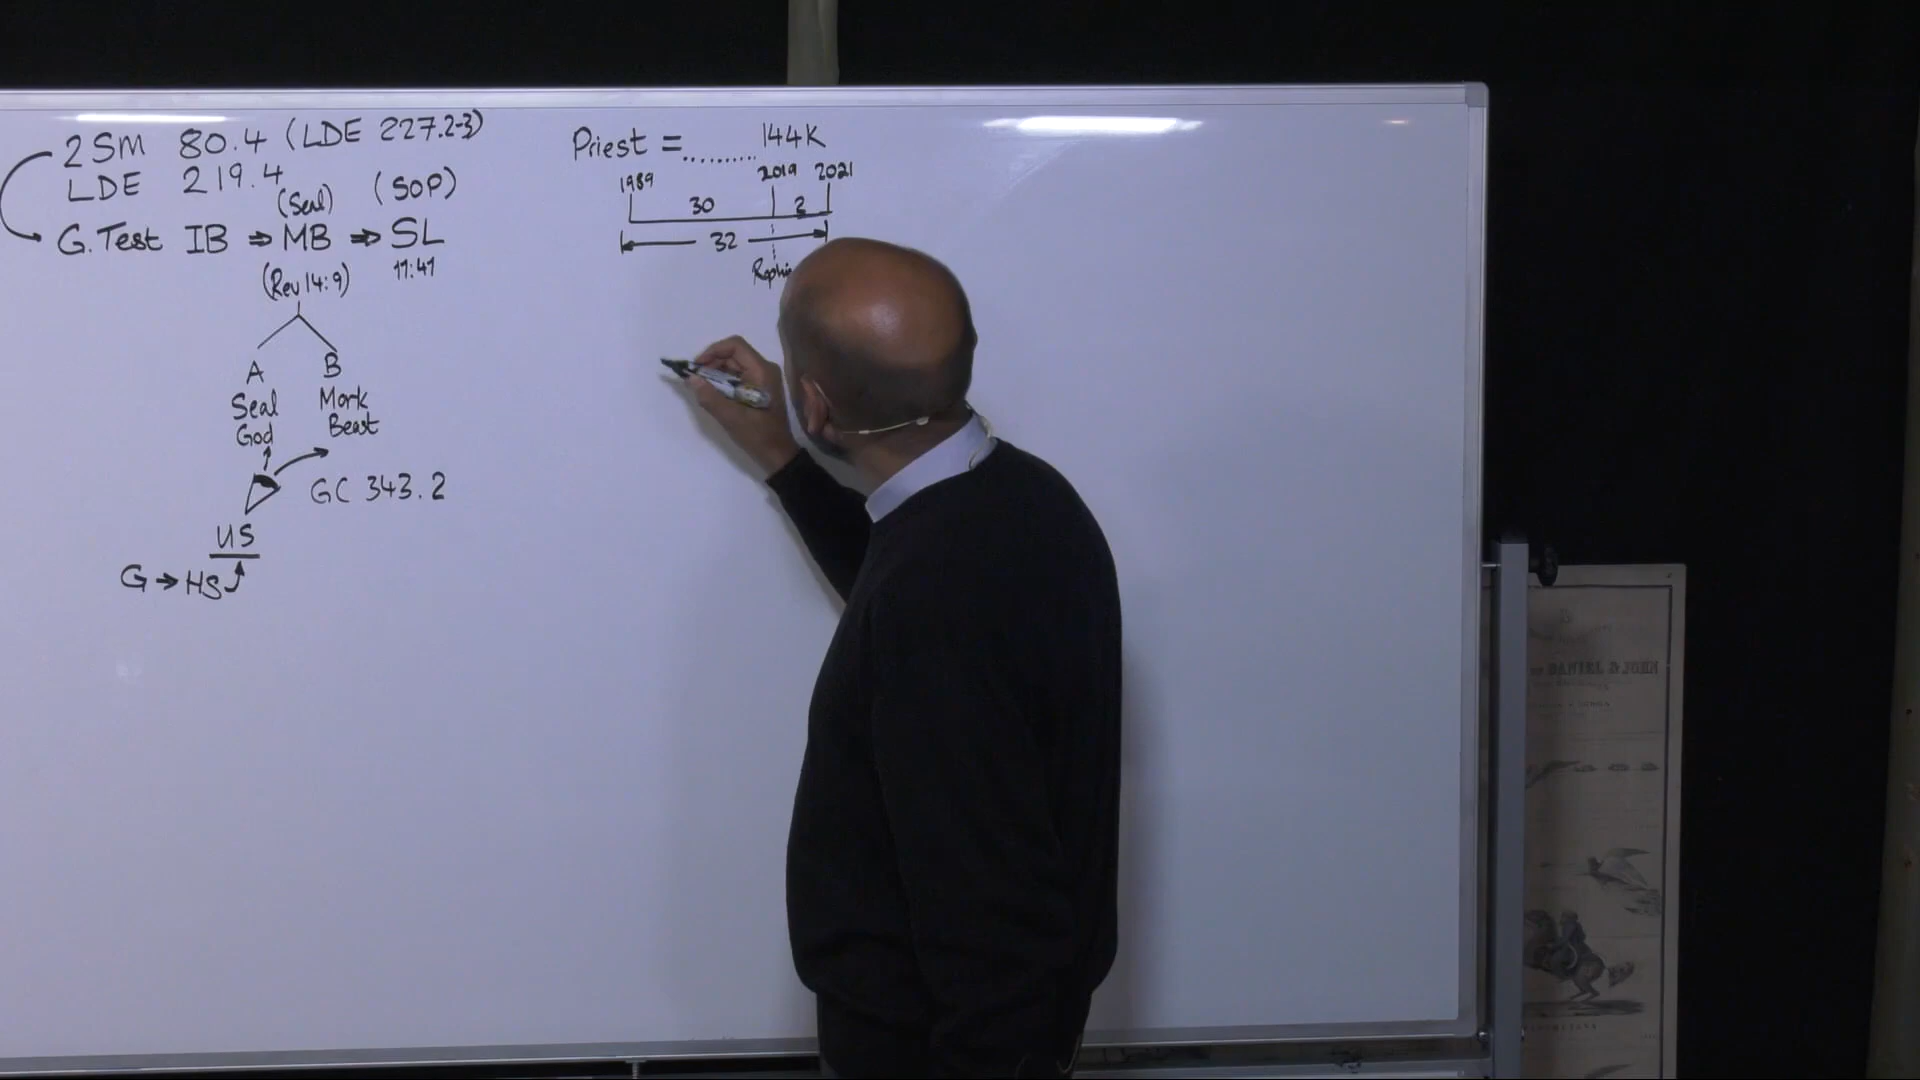 2SM 80.4 (LDE 227.2-3)
LDE 219.4
(Seal) (SOP)
G.Test IB ⇒ MB ⇒ SL
(Rev 14:9) 11:41
A B
Seal Mark
God Beast
GC 343.2
US
G → HS
Priest = .......... 144K
1989 2019 2021
30 2
32
DANIEL & JOHN